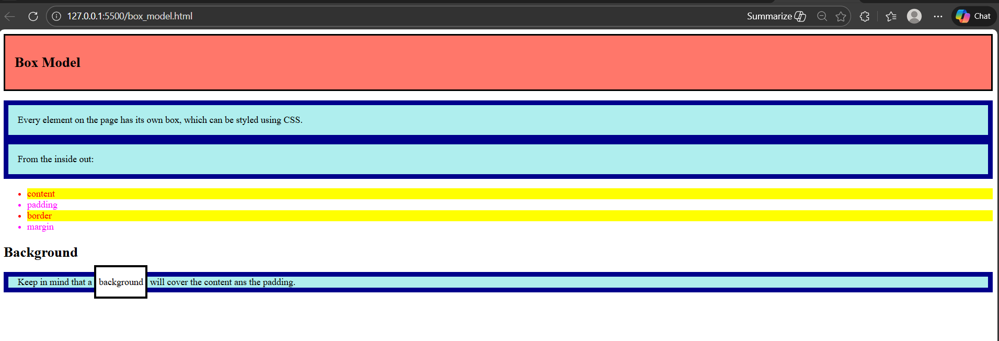 127.0.0.1:5500/box_model.html
Summarize
Chat
Box Model
Every element on the page has its own box, which can be styled using CSS.
From the inside out:
• content
• padding
• border
• margin
Background
Keep in mind that a background will cover the content ans the padding.